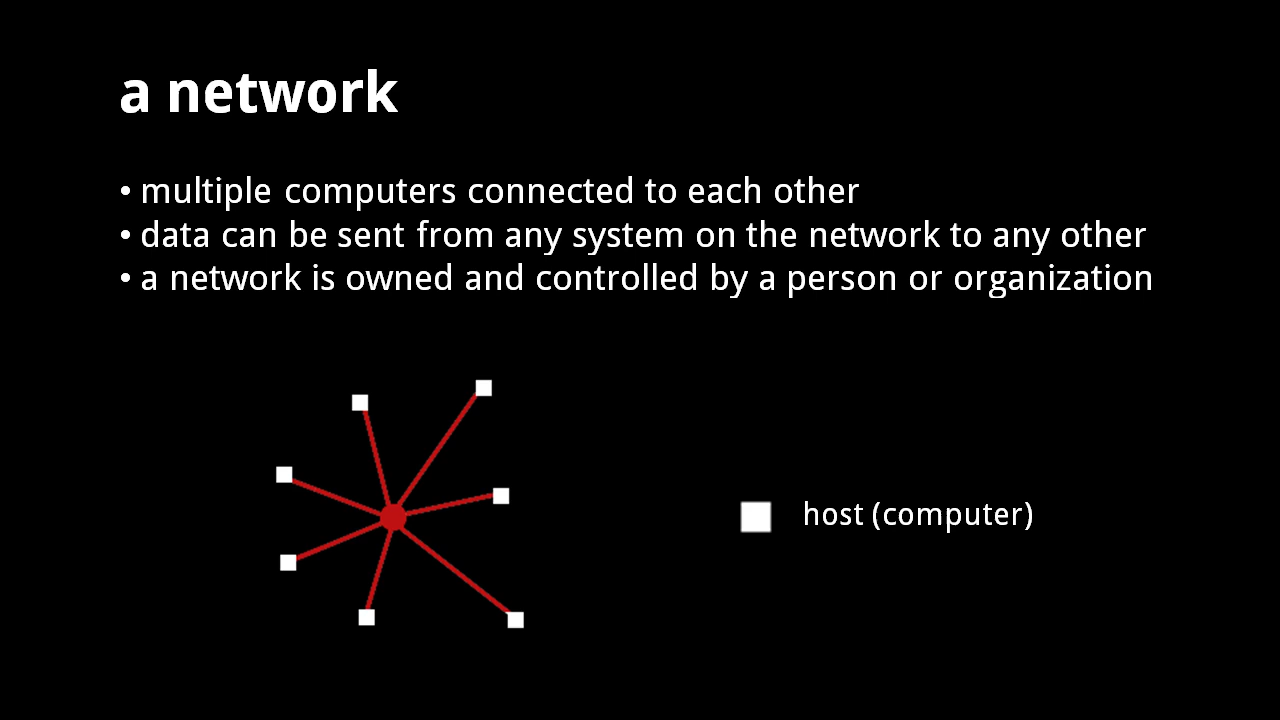 a network
• multiple computers connected to each other
• data can be sent from any system on the network to any other
• a network is owned and controlled by a person or organization
host (computer)